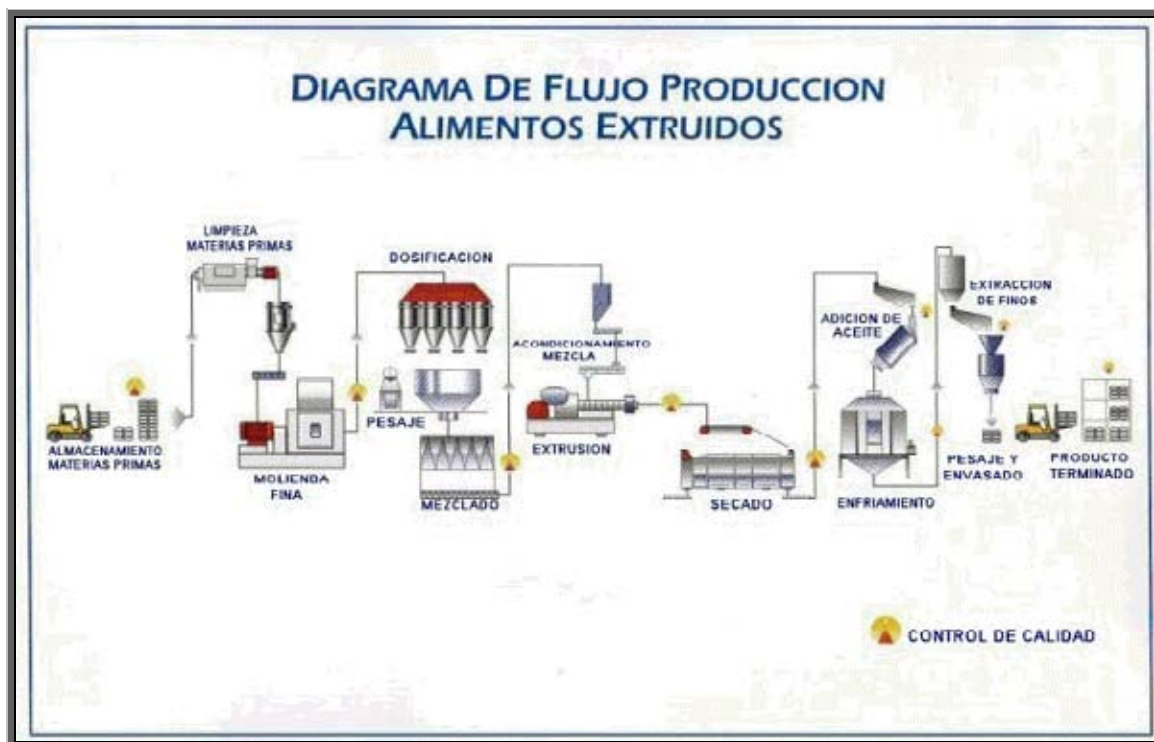 DIAGRAMA DE FLUJO PRODUCCION
ALIMENTOS EXTRUIDOS
LIMPIEZA
MATERIAS PRIMAS
DOSIFICACION
EXTRACCION
DE FINOS
ADICION DE
ACEITE
ACONDICIONAMIENTO
MEZCLA
PESAJE
ALMACENAMIENTO
MATERIAS PRIMAS
MOLIENDA
FINA
MEZCLADO
EXTRUSION
SECADO
ENFRIAMIENTO
PESAJE Y
ENVASADO
PRODUCTO
TERMINADO
CONTROL DE CALIDAD